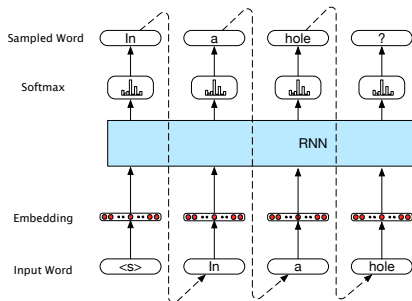 Sampled Word In a hole ?
Softmax
RNN
Embedding
Input Word <s> In a hole